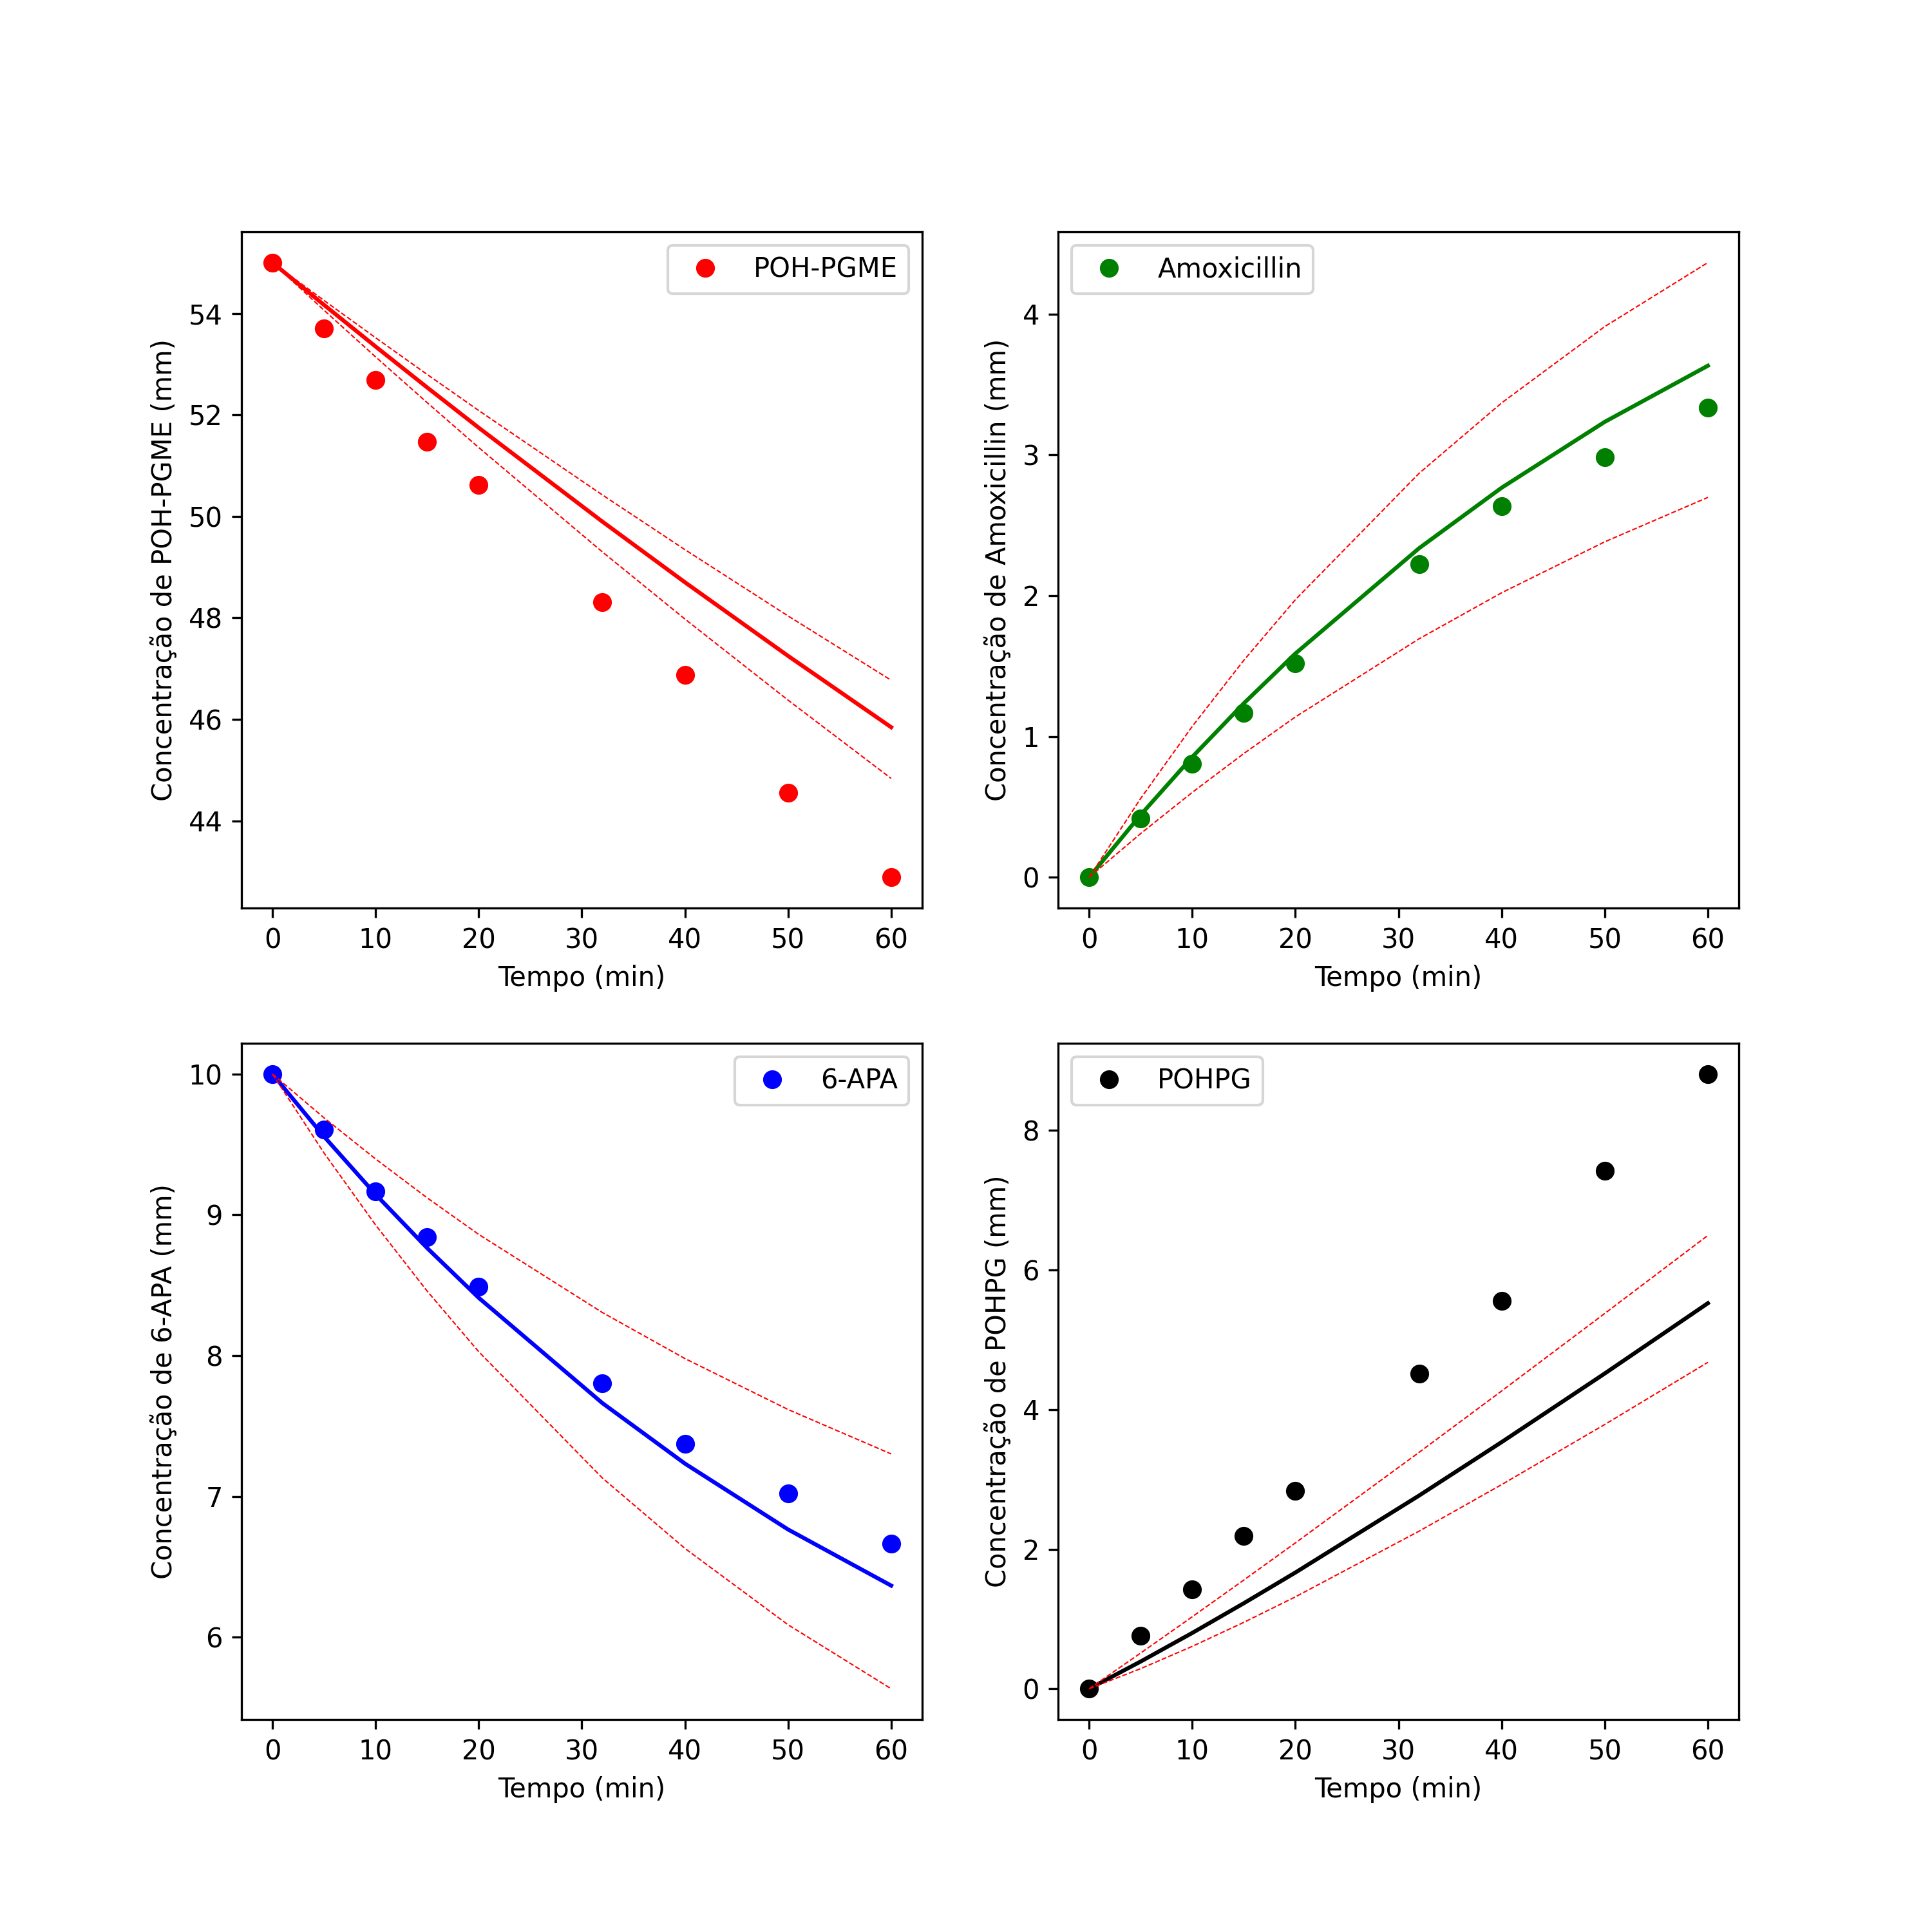 POH-PGME
Concentração de POH-PGME (mm)
54
52
50
48
46
44
0 10 20 30 40 50 60
Tempo (min)
Amoxicillin
Concentração de Amoxicillin (mm)
4
3
2
1
0
0 10 20 30 40 50 60
Tempo (min)
6-APA
Concentração de 6-APA (mm)
10
9
8
7
6
0 10 20 30 40 50 60
Tempo (min)
POHPG
Concentração de POHPG (mm)
8
6
4
2
0
0 10 20 30 40 50 60
Tempo (min)